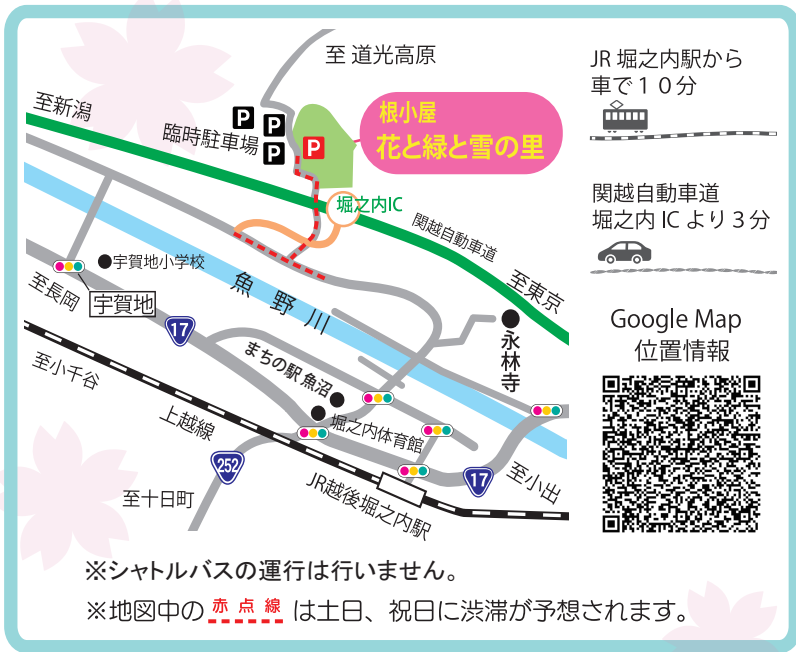 至 道光高原
至新潟
P
P
P
P
臨時駐車場
根小屋
花と緑と雪の里
堀之内IC
関越自動車道
至東京
宇賀地小学校
至長岡
宇賀地
魚野川
17
永林寺
至小千谷
まちの駅 魚沼
上越線
堀之内体育館
252
17
至小出
至十日町
JR越後堀之内駅
JR 堀之内駅から
車で１０分
関越自動車道
堀之内 IC より 3 分
Google Map
位置情報
※シャトルバスの運行は行いません。
※地図中の 赤点線 は土日、祝日に渋滞が予想されます。